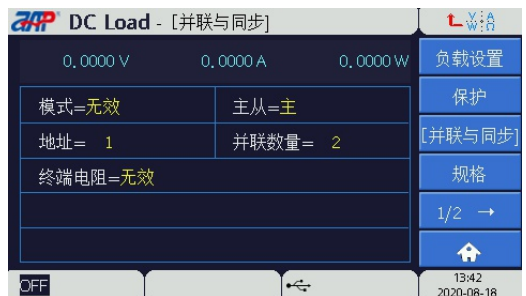 ZAP DC Load - [并联与同步]
V A
W Ω
0.0000 V 0.0000 A 0.0000 W
负载设置
模式=无效 主从=主
保护
地址= 1 并联数量= 2
[并联与同步]
终端电阻=无效
规格
1/2 →
OFF
13:42
2020-08-18